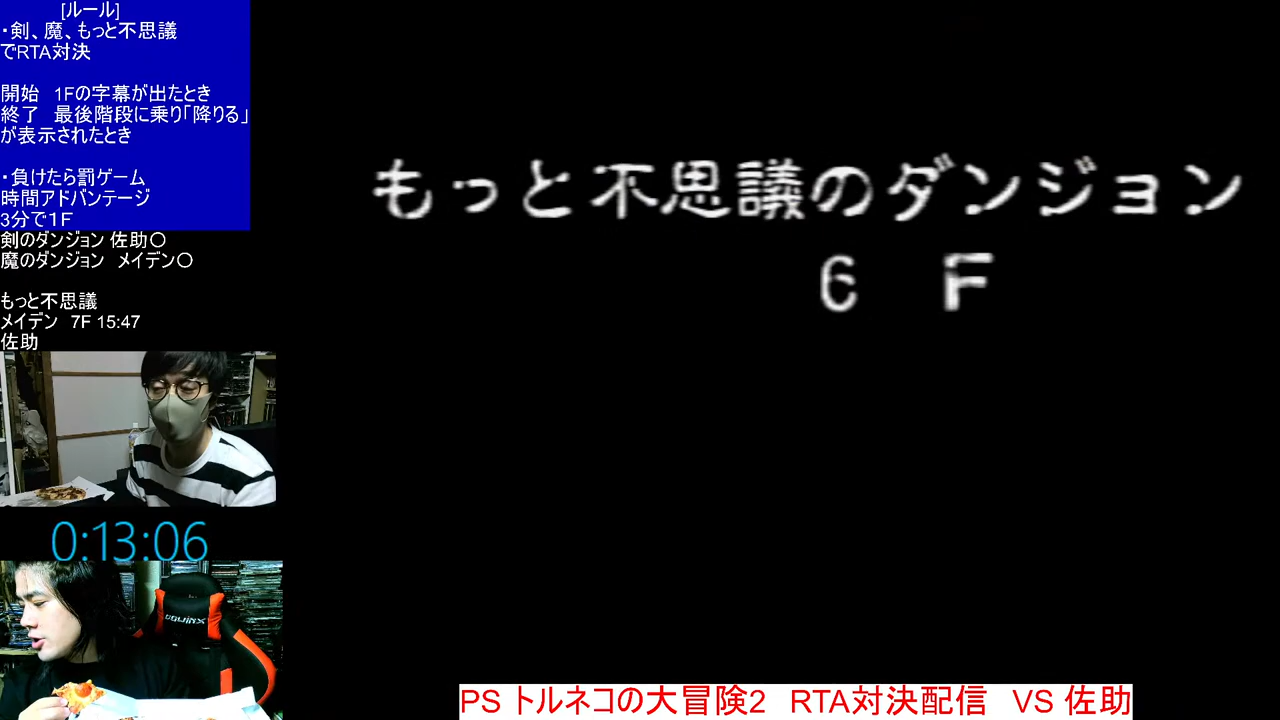 [ルール]
・剣、魔、もっと不思議
でRTA対決
開始　1Fの字幕が出たとき
終了　最後階段に乗り「降りる」
が表示されたとき
・負けたら罰ゲーム
時間アドバンテージ
3分で1F
剣のダンジョン 佐助〇
魔のダンジョン　メイデン〇
もっと不思議
メイデン　7F 15:47
佐助
もっと不思議のダンジョン
6 F
0:13:06
PS トルネコの大冒険2　RTA対決配信　VS 佐助